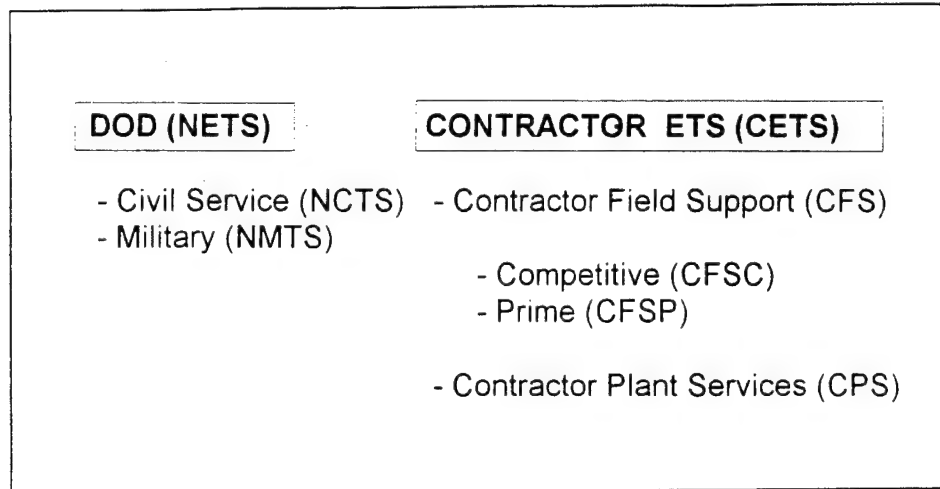 DOD (NETS)
- Civil Service (NCTS)
- Military (NMTS)
CONTRACTOR ETS (CETS)
- Contractor Field Support (CFS)
- Competitive (CFSC)
- Prime (CFSP)
- Contractor Plant Services (CPS)